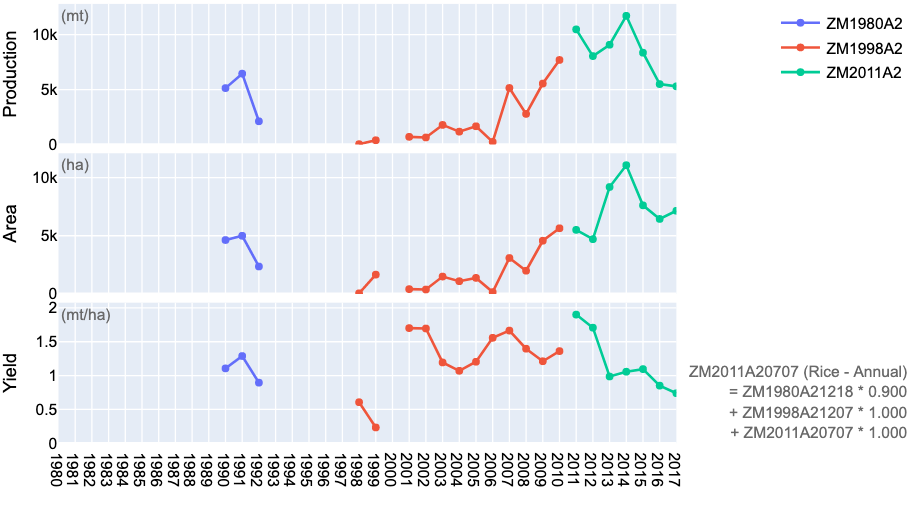 (mt)
Production
10k
5k
0
ZM1980A2
ZM1998A2
ZM2011A2
(ha)
Area
10k
5k
0
(mt/ha)
Yield
2
1.5
1
0.5
0
ZM2011A20707 (Rice - Annual)
= ZM1980A21218 * 0.900
+ ZM1998A21207 * 1.000
+ ZM2011A20707 * 1.000
1980
1981
1982
1983
1984
1985
1986
1987
1988
1989
1990
1991
1992
1993
1994
1995
1996
1997
1998
1999
2000
2001
2002
2003
2004
2005
2006
2007
2008
2009
2010
2011
2012
2013
2014
2015
2016
2017